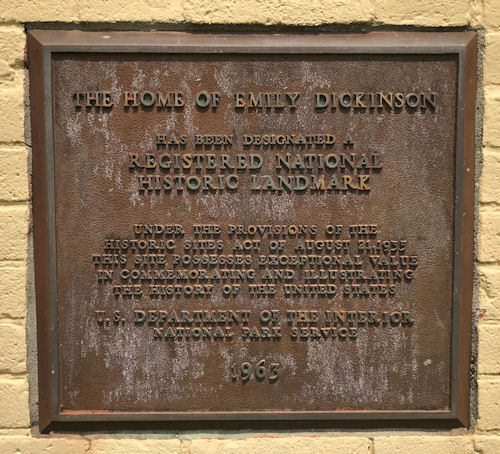 THE HOME OF EMILY DICKINSON
HAS BEEN DESIGNATED A
REGISTERED NATIONAL
HISTORIC LANDMARK
UNDER THE PROVISIONS OF THE
HISTORIC SITES ACT OF AUGUST 21, 1935
THIS SITE POSSESSES EXCEPTIONAL VALUE
IN COMMEMORATING AND ILLUSTRATING
THE HISTORY OF THE UNITED STATES
U.S. DEPARTMENT OF THE INTERIOR
NATIONAL PARK SERVICE
1963